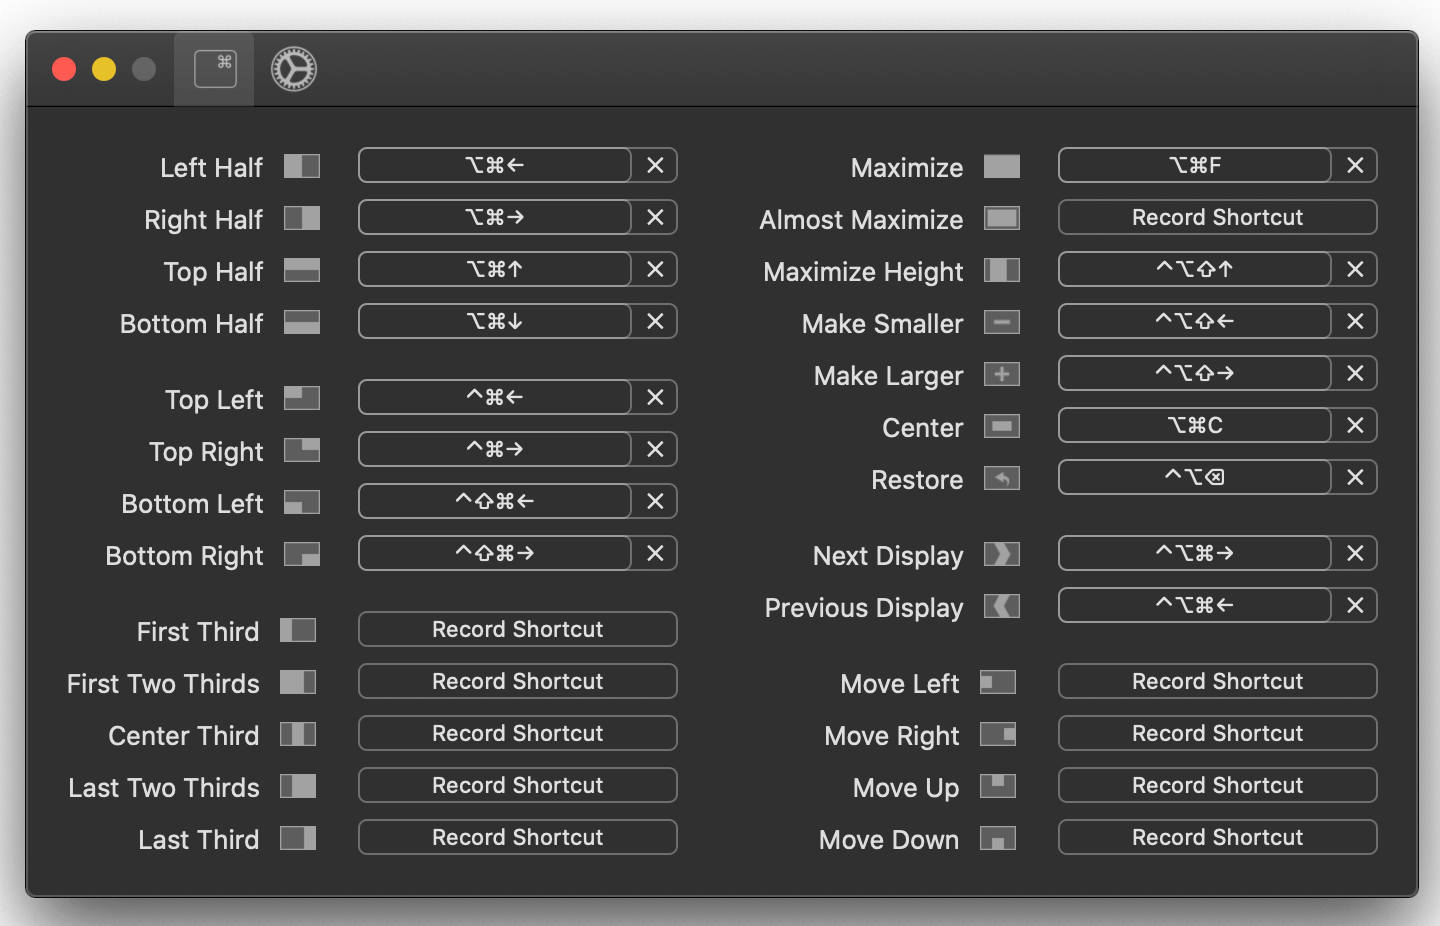 ⌘
Left Half ⌥⌘← ✕
Right Half ⌥⌘→ ✕
Top Half ⌥⌘↑ ✕
Bottom Half ⌥⌘↓ ✕
Top Left ^⌘← ✕
Top Right ^⌘→ ✕
Bottom Left ^⇧⌘← ✕
Bottom Right ^⇧⌘→ ✕
First Third Record Shortcut
First Two Thirds Record Shortcut
Center Third Record Shortcut
Last Two Thirds Record Shortcut
Last Third Record Shortcut
Maximize ⌥⌘F ✕
Almost Maximize Record Shortcut
Maximize Height ^⌥⇧↑ ✕
Make Smaller ^⌥⇧← ✕
Make Larger ^⌥⇧→ ✕
Center ⌥⌘C ✕
Restore ^⌥⌫ ✕
Next Display ^⌥⌘→ ✕
Previous Display ^⌥⌘← ✕
Move Left Record Shortcut
Move Right Record Shortcut
Move Up Record Shortcut
Move Down Record Shortcut